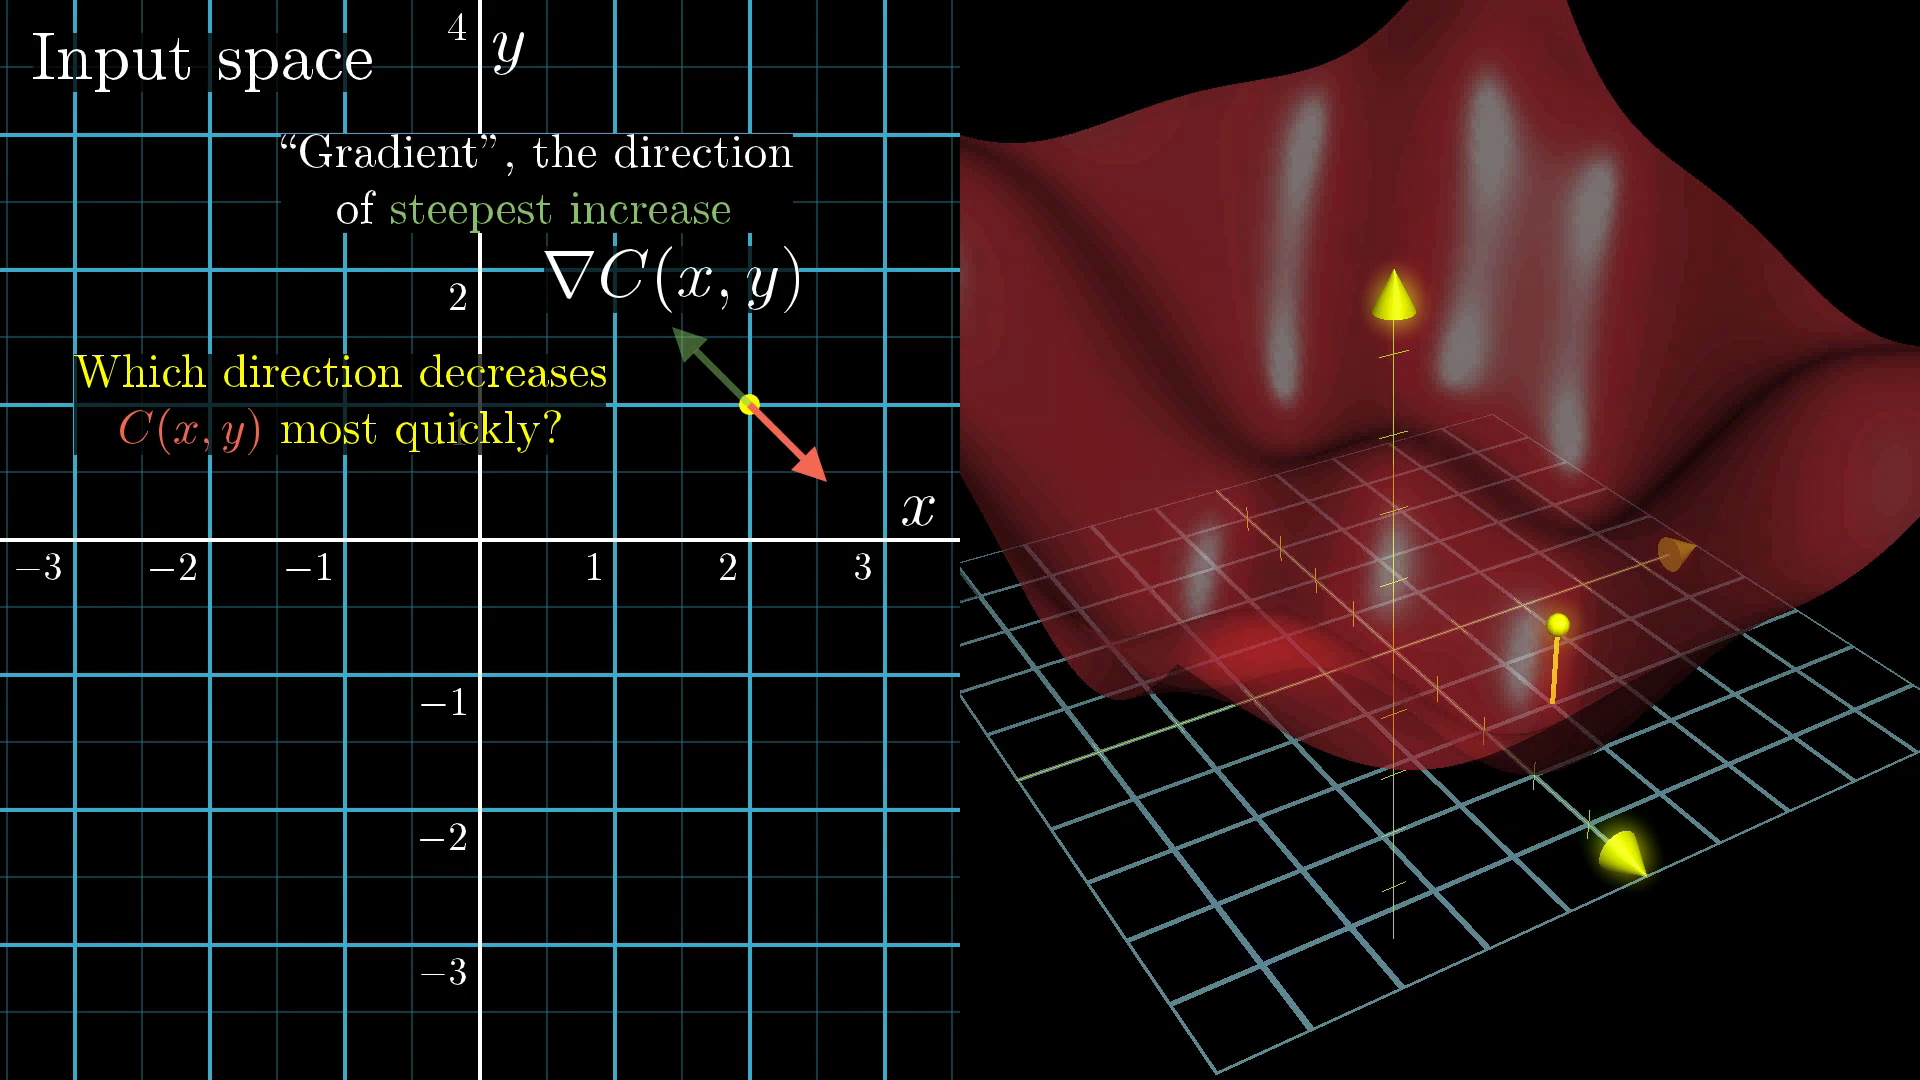 Input space
4
y
“Gradient”, the direction
of steepest increase
2
∇C(x, y)
Which direction decreases
C(x, y) most quickly?
1
x
−3 −2 −1 1 2 3
−1
−2
−3